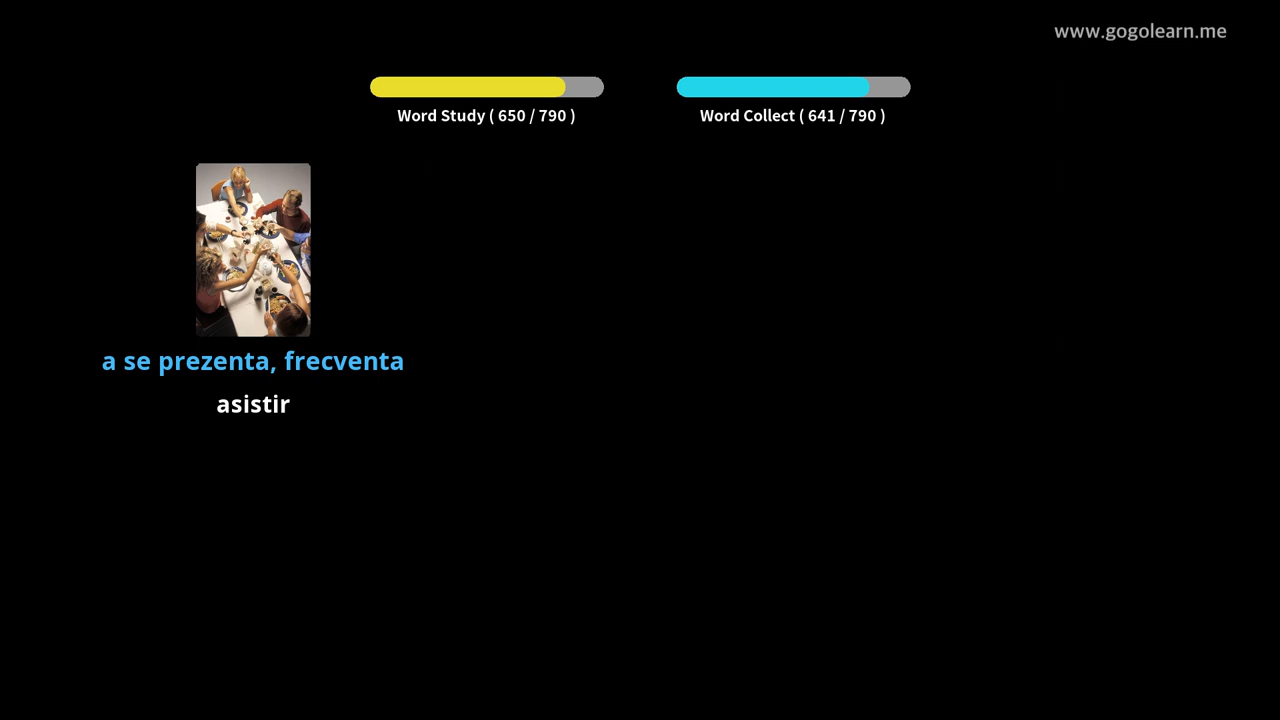 www.gogolearn.me
Word Study ( 650 / 790 )
Word Collect ( 641 / 790 )
a se prezenta, frecventa
asistir